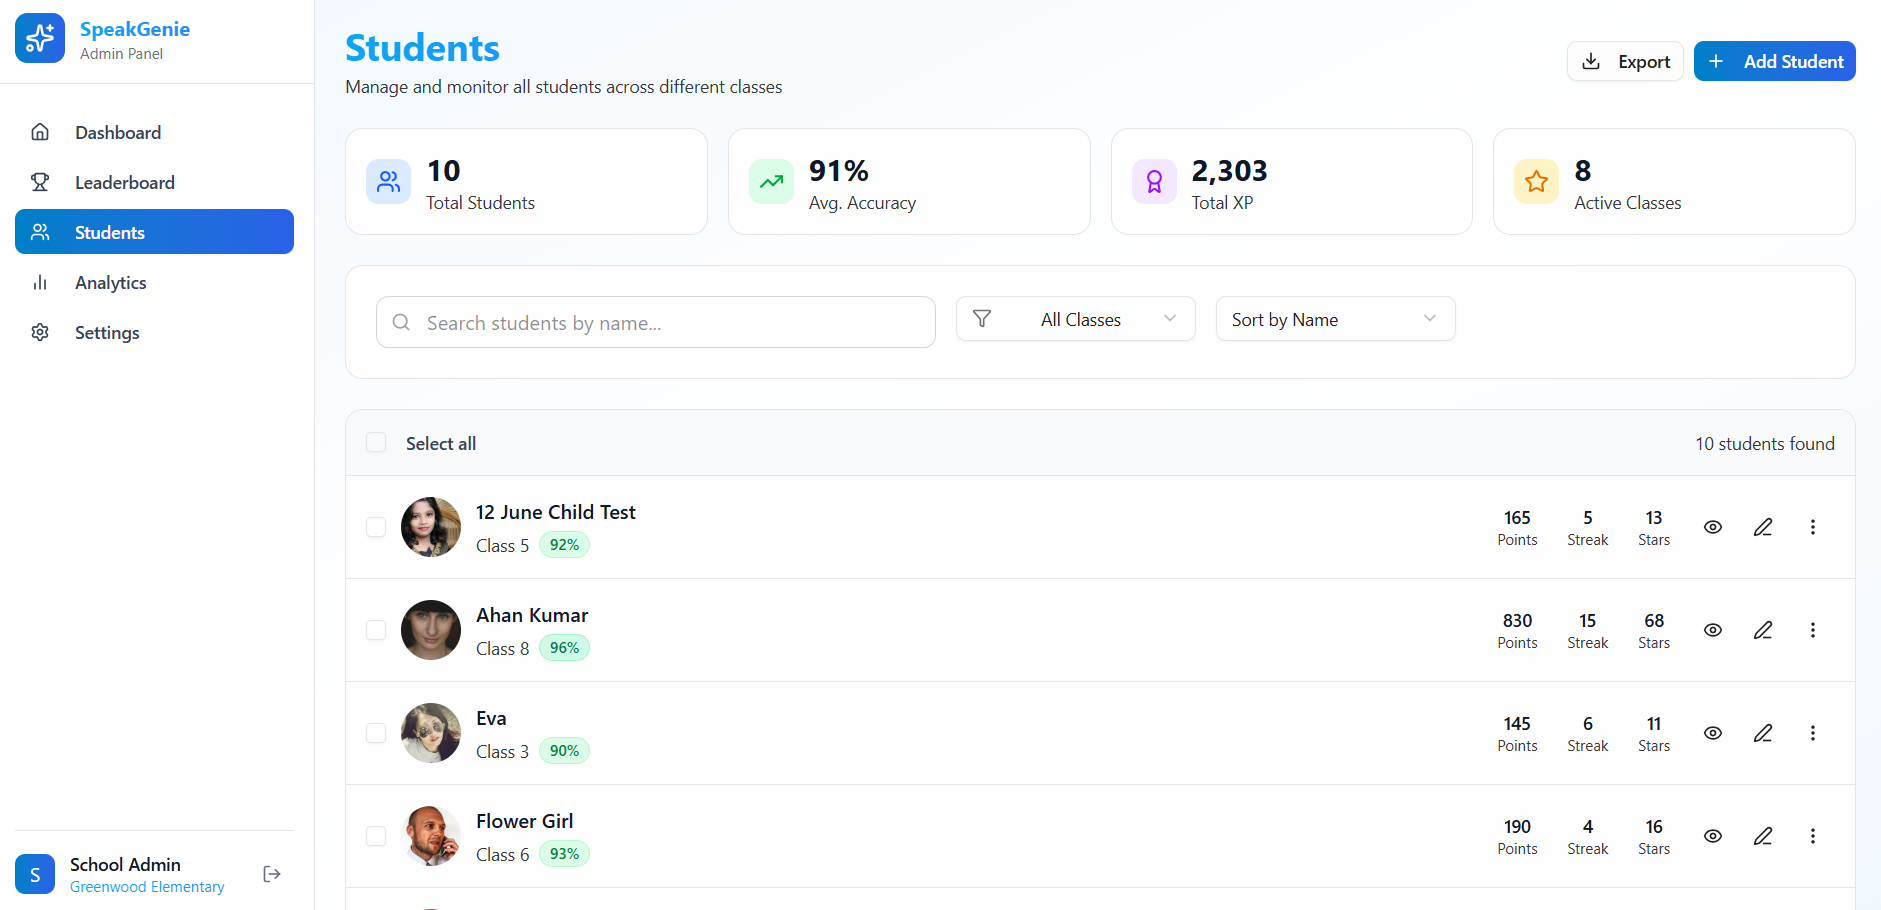 SpeakGenie
Admin Panel
Dashboard
Leaderboard
Students
Analytics
Settings
S
School Admin
Greenwood Elementary
Students
Manage and monitor all students across different classes
Export
Add Student
10
Total Students
91%
Avg. Accuracy
2,303
Total XP
8
Active Classes
Search students by name...
All Classes
Sort by Name
Select all
10 students found
12 June Child Test
Class 5 92%
165 5 13
Points Streak Stars
Ahan Kumar
Class 8 96%
830 15 68
Points Streak Stars
Eva
Class 3 90%
145 6 11
Points Streak Stars
Flower Girl
Class 6 93%
190 4 16
Points Streak Stars